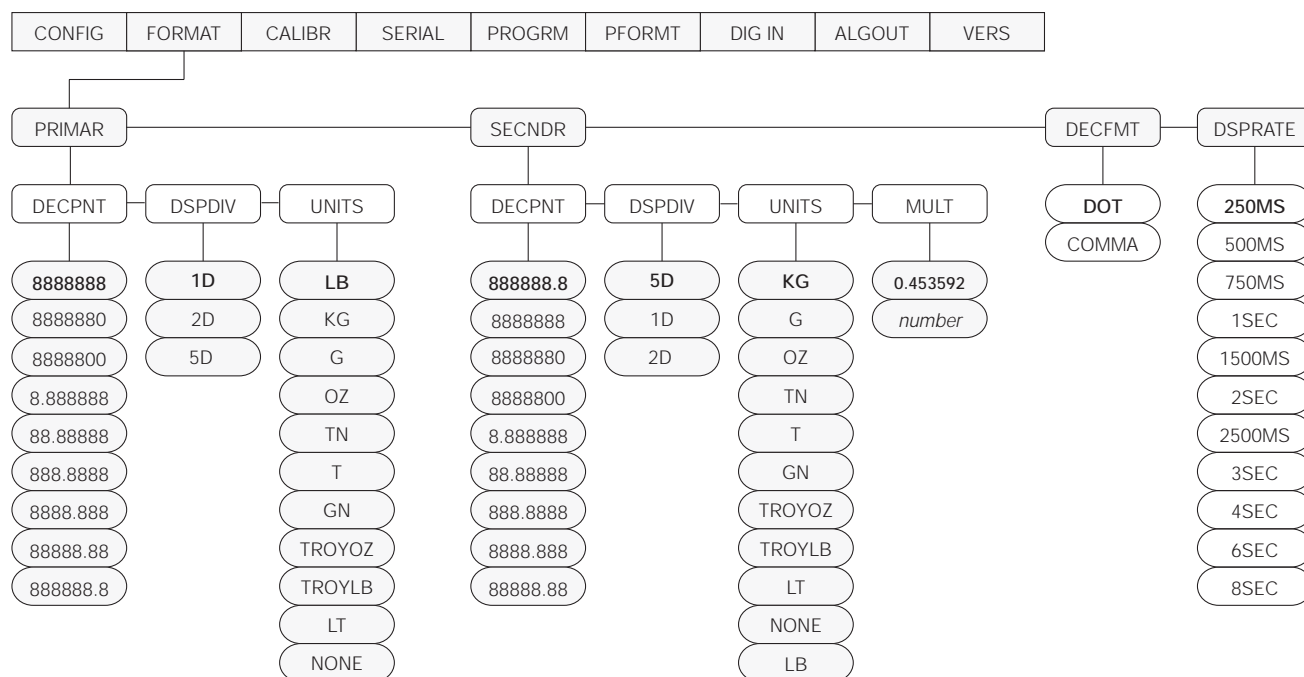 CONFIG FORMAT CALIBR SERIAL PROGRM PFORMT DIG IN ALGOUT VERS
PRIMAR SECNDR DECFMT DSPRATE
DECPNT DSPDIV UNITS DECPNT DSPDIV UNITS MULT DOT 250MS
COMMA 500MS
8888888 1D LB 888888.8 5D KG 0.453592 750MS
8888880 2D KG 8888888 1D G number 1SEC
8888800 5D G 8888880 2D OZ 1500MS
8.888888 OZ 8888800 TN 2SEC
88.88888 TN 8.888888 T 2500MS
888.8888 T 88.88888 GN 3SEC
8888.888 GN 888.8888 TROYOZ 4SEC
88888.88 TROYOZ 8888.888 TROYLB 6SEC
888888.8 TROYLB 88888.88 LT 8SEC
LT NONE
NONE LB